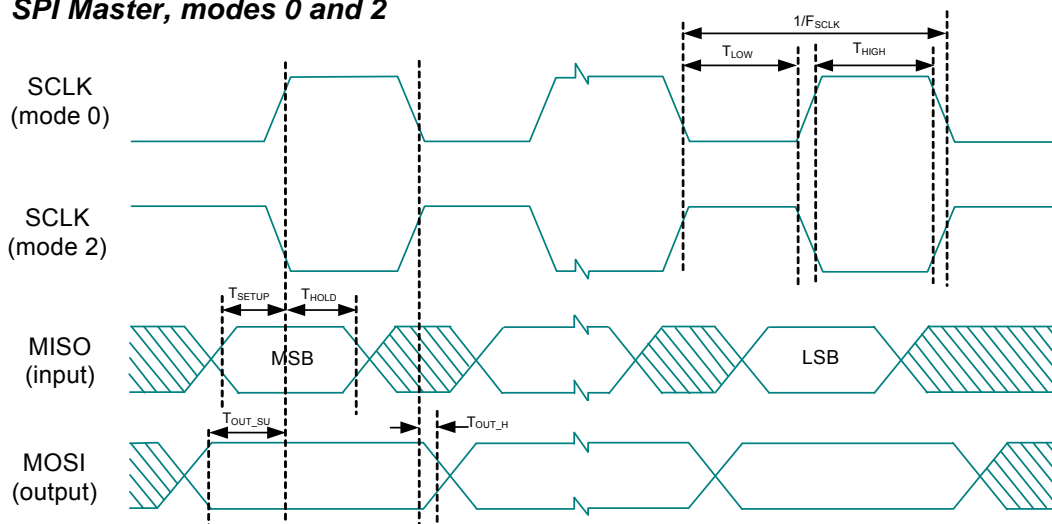 SPI Master, modes 0 and 2
1/FSCLK
TLOW
THIGH
SCLK
(mode 0)
SCLK
(mode 2)
TSETUP
THOLD
MISO
(input)
MSB
LSB
TOUT_SU
TOUT_H
MOSI
(output)